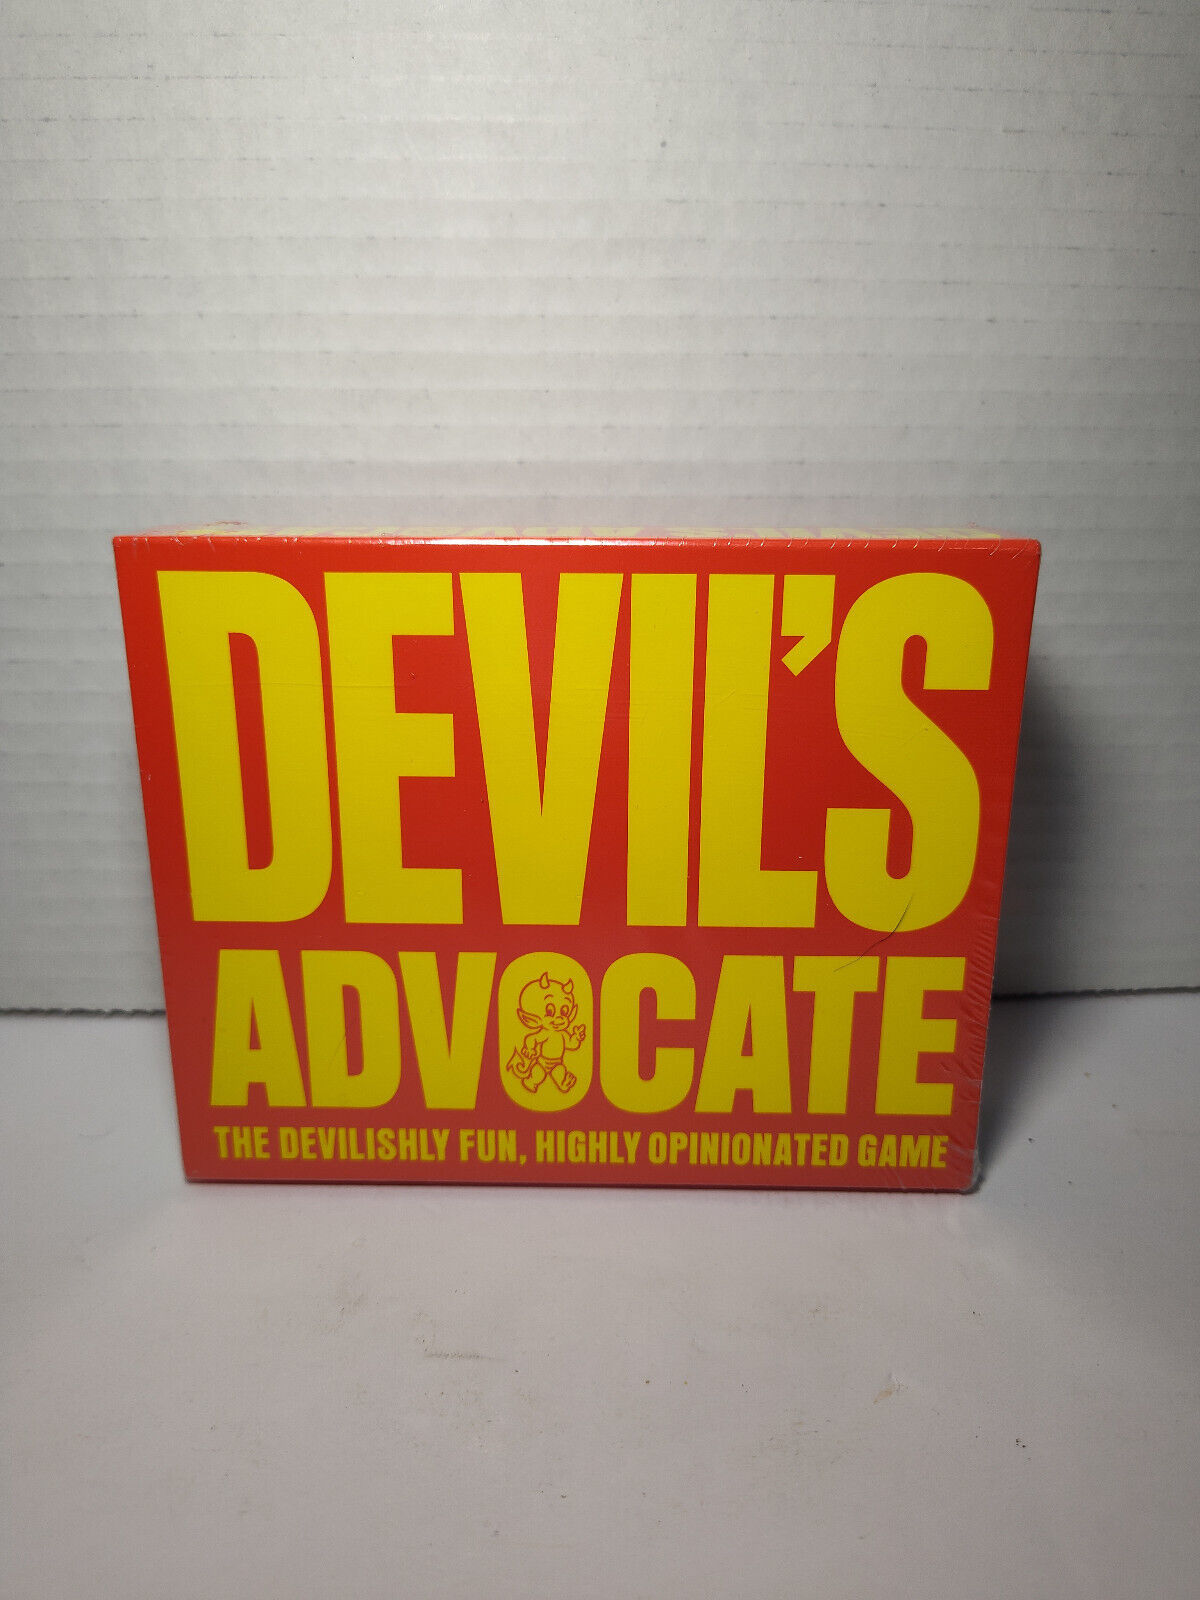 DEVIL'S
ADVOCATE
THE DEVILISHLY FUN, HIGHLY OPINIONATED GAME